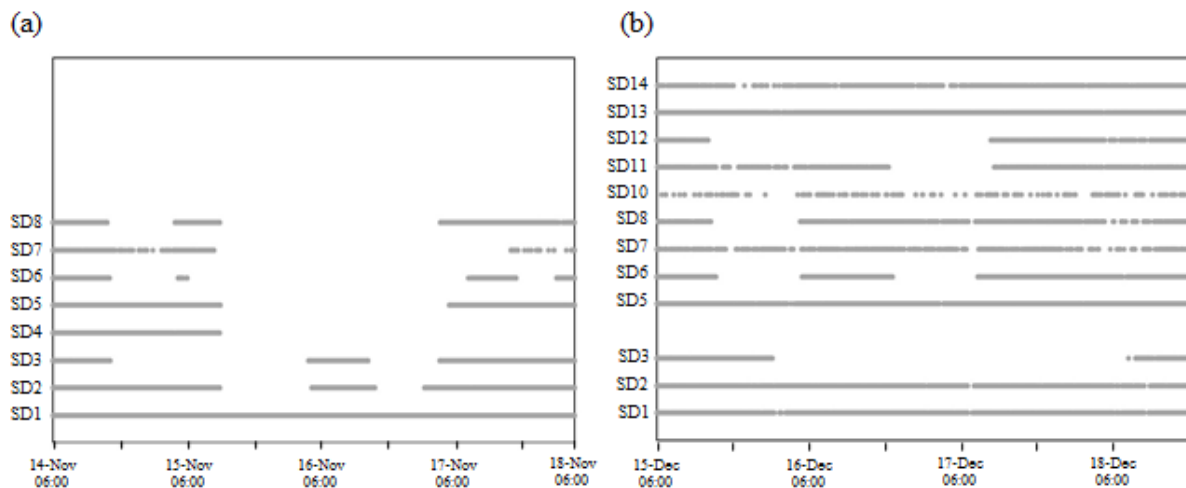 (a)
SD8
SD7
SD6
SD5
SD4
SD3
SD2
SD1
14-Nov 15-Nov 16-Nov 17-Nov 18-Nov
06:00 06:00 06:00 06:00 06:00
(b)
SD14
SD13
SD12
SD11
SD10
SD8
SD7
SD6
SD5
SD3
SD2
SD1
15-Dec 16-Dec 17-Dec 18-Dec
06:00 06:00 06:00 06:00